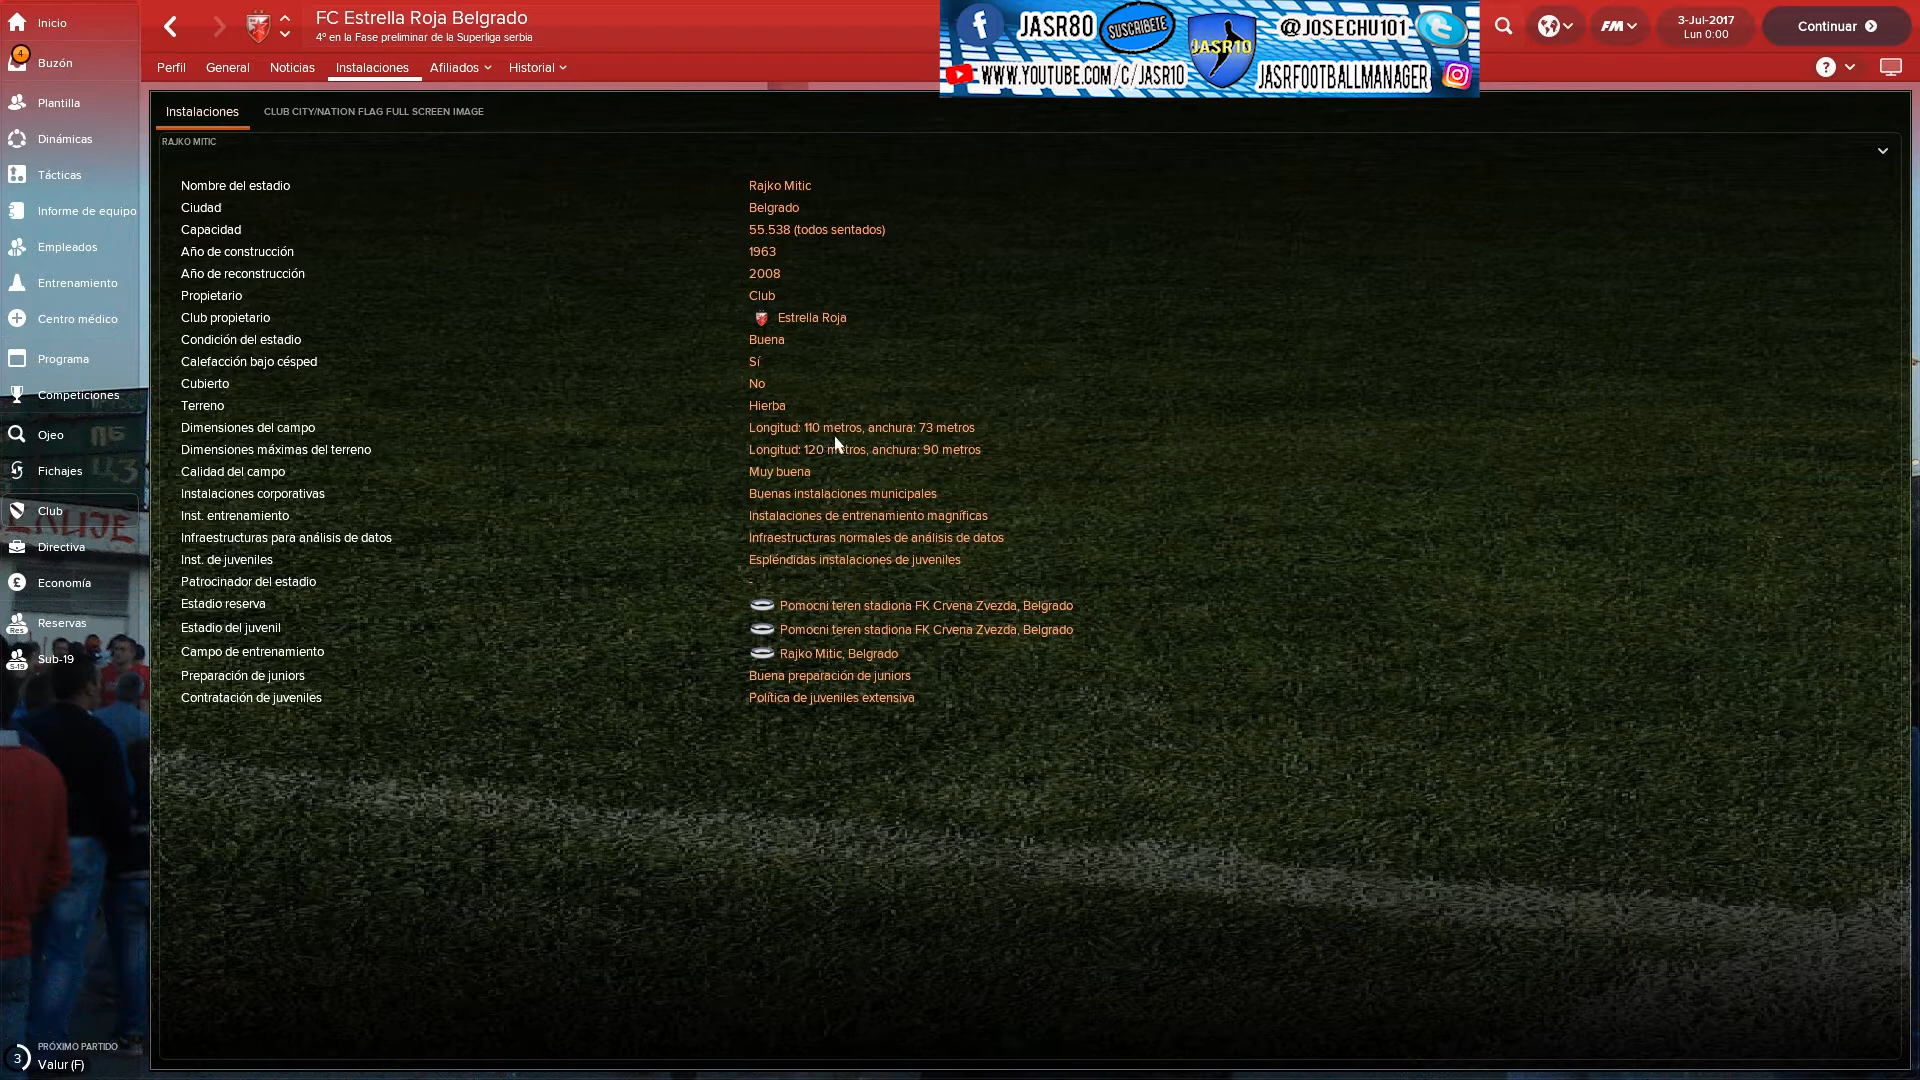 Inicio
4
Buzón
Plantilla
Dinámicas
Tácticas
Informe de equipo
Empleados
Entrenamiento
Centro médico
Programa
Competiciones
Ojeo
Fichajes
Club
Directiva
Economía
Res
Reservas
S-19
Sub-19
3
PRÓXIMO PARTIDO
Valur (F)
FC Estrella Roja Belgrado
4º en la Fase preliminar de la Superliga serbia
JASR80
SUSCRIBETE
JASR10
@JOSECHU101
WWW.YOUTUBE.COM/C/JASR10
JASRFOOTBALLMANAGER
FM
3-Jul-2017
Lun 0:00
Continuar
Perfil
General
Noticias
Instalaciones
Afiliados
Historial
?
Instalaciones
CLUB CITY/NATION FLAG FULL SCREEN IMAGE
RAJKO MITIC
Nombre del estadio Rajko Mitic
Ciudad Belgrado
Capacidad 55.538 (todos sentados)
Año de construcción 1963
Año de reconstrucción 2008
Propietario Club
Club propietario Estrella Roja
Condición del estadio Buena
Calefacción bajo césped Sí
Cubierto No
Terreno Hierba
Dimensiones del campo Longitud: 110 metros, anchura: 73 metros
Dimensiones máximas del terreno Longitud: 120 metros, anchura: 90 metros
Calidad del campo Muy buena
Instalaciones corporativas Buenas instalaciones municipales
Inst. entrenamiento Instalaciones de entrenamiento magníficas
Infraestructuras para análisis de datos Infraestructuras normales de análisis de datos
Inst. de juveniles Espléndidas instalaciones de juveniles
Patrocinador del estadio -
Estadio reserva Pomocni teren stadiona FK Crvena Zvezda, Belgrado
Estadio del juvenil Pomocni teren stadiona FK Crvena Zvezda, Belgrado
Campo de entrenamiento Rajko Mitic, Belgrado
Preparación de juniors Buena preparación de juniors
Contratación de juveniles Política de juveniles extensiva